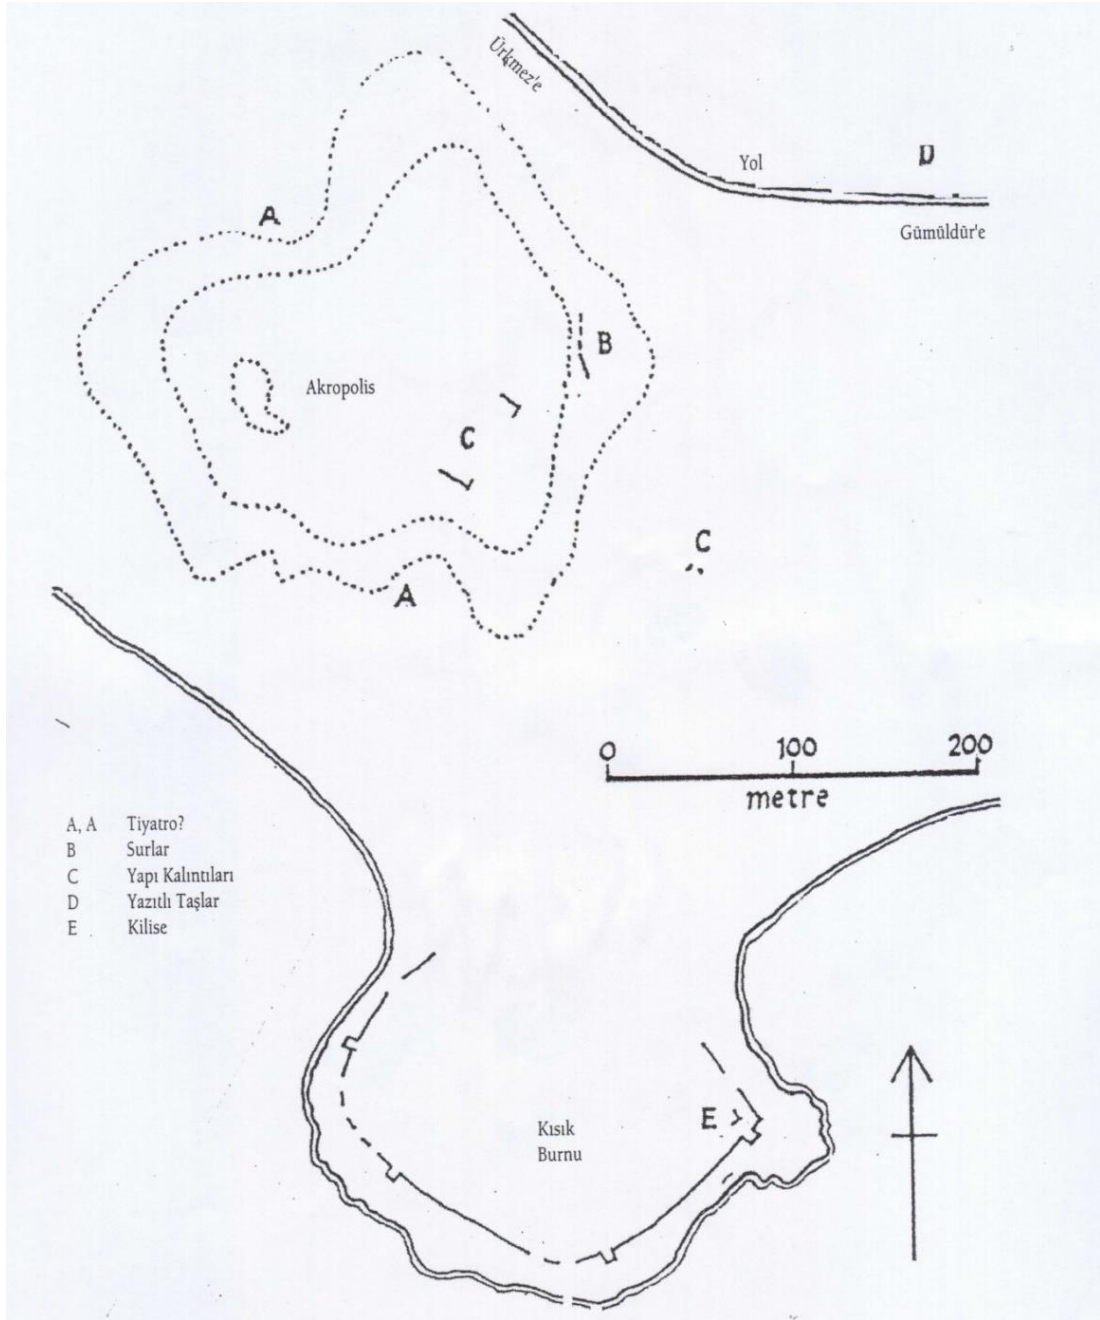 Ürkmez'e
Yol
D
Gümüldür'e
A
B
Akropolis
C
C
A
0 100 200
metre
A, A Tiyatro?
B Surlar
C Yapı Kalıntıları
D Yazıtlı Taşlar
E Kilise
E
Kısık
Burnu